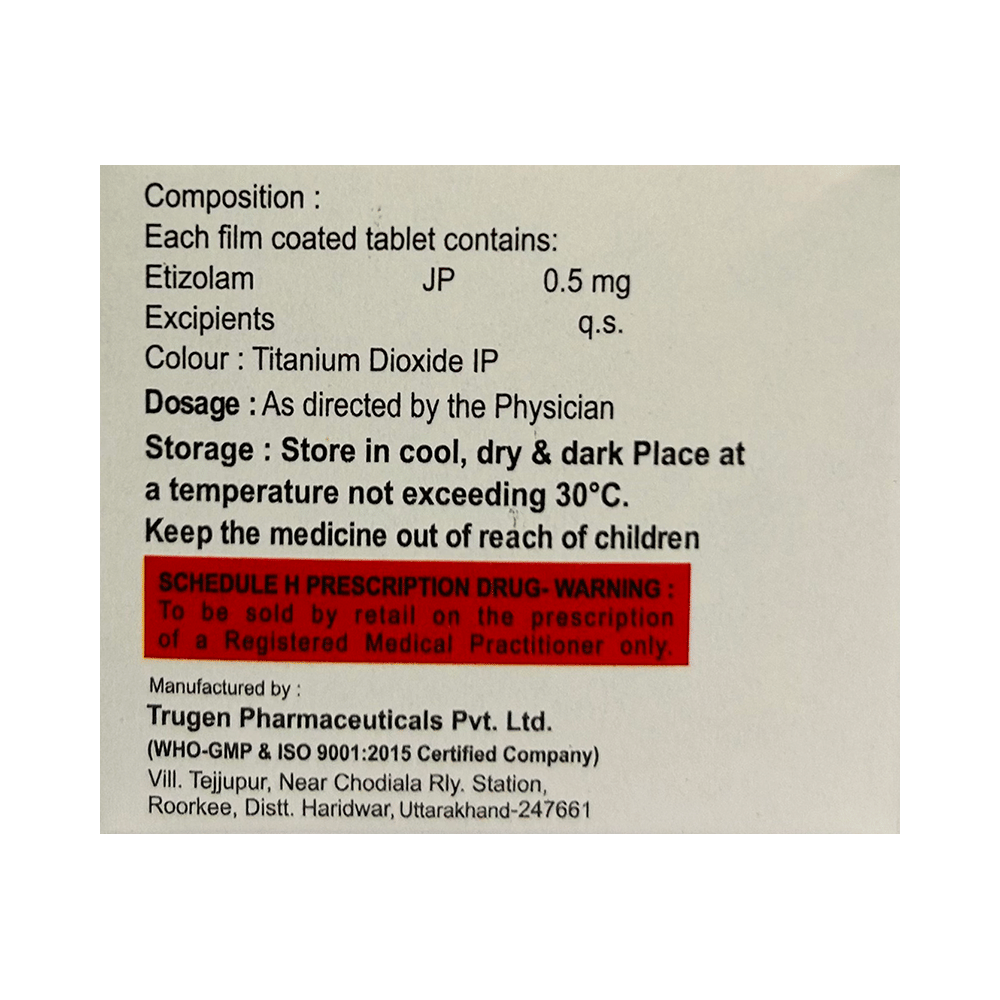 Composition :
Each film coated tablet contains:
Etizolam JP 0.5 mg
Excipients q.s.
Colour : Titanium Dioxide IP
Dosage : As directed by the Physician
Storage : Store in cool, dry & dark Place at
a temperature not exceeding 30°C.
Keep the medicine out of reach of children
SCHEDULE H PRESCRIPTION DRUG- WARNING :
To be sold by retail on the prescription
of a Registered Medical Practitioner only.
Manufactured by :
Trugen Pharmaceuticals Pvt. Ltd.
(WHO-GMP & ISO 9001:2015 Certified Company)
Vill. Tejjupur, Near Chodiala Rly. Station,
Roorkee, Distt. Haridwar, Uttarakhand-247661